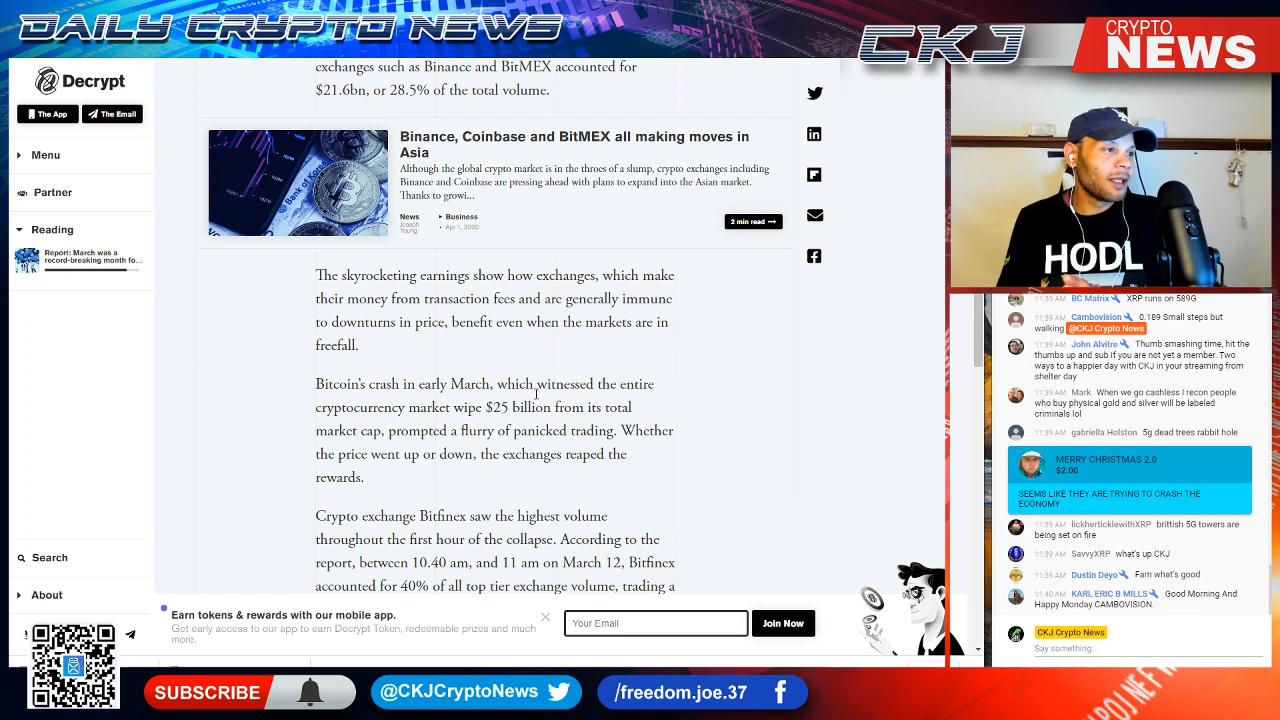 DAILY CRYPTO NEWS
CKJ
CRYPTO
NEWS
Decrypt
The App
The Email
Menu
Partner
Reading
Report: March was a
record-breaking month fo...
Search
About
exchanges such as Binance and BitMEX accounted for
$21.6bn, or 28.5% of the total volume.
Binance, Coinbase and BitMEX all making moves in
Asia
Although the global crypto market is in the throes of a slump, crypto exchanges including
Binance and Coinbase are pressing ahead with plans to expand into the Asian market.
Thanks to growi...
News
Joseph
Young
Business
Apr 1, 2020
2 min read
The skyrocketing earnings show how exchanges, which make
their money from transaction fees and are generally immune
to downturns in price, benefit even when the markets are in
freefall.
Bitcoin's crash in early March, which witnessed the entire
cryptocurrency market wipe $25 billion from its total
market cap, prompted a flurry of panicked trading. Whether
the price went up or down, the exchanges reaped the
rewards.
Crypto exchange Bitfinex saw the highest volume
throughout the first hour of the collapse. According to the
report, between 10.40 am, and 11 am on March 12, Bitfinex
accounted for 40% of all top tier exchange volume, trading a
Earn tokens & rewards with our mobile app.
Get early access to our app to earn Decrypt Token, redeemable prizes and much
more.
Your Email
Join Now
HODL
11:39 AM BC Matrix XRP runs on 589G
11:39 AM Cambovision 0.189 Small steps but
walking @CKJ Crypto News
11:39 AM John Alvitre Thumb smashing time, hit the
thumbs up and sub if you are not yet a member. Two
ways to a happier day with CKJ in your streaming from
shelter day
11:39 AM Mark When we go cashless I recon people
who buy physical gold and silver will be labeled
criminals lol
11:39 AM gabriella Holston 5g dead trees rabbit hole
MERRY CHRISTMAS 2.0
$2.00
SEEMS LIKE THEY ARE TRYING TO CRASH THE
ECONOMY
11:39 AM lickherticklewithXRP brittish 5G towers are
being set on fire
11:39 AM SavvyXRP what's up CKJ
11:39 AM Dustin Deyo Fam what's good
11:40 AM KARL ERIC B MILLS Good Morning And
Happy Monday CAMBOVISION.
CKJ Crypto News
Say something...
SUBSCRIBE
@CKJCryptoNews
/freedom.joe.37